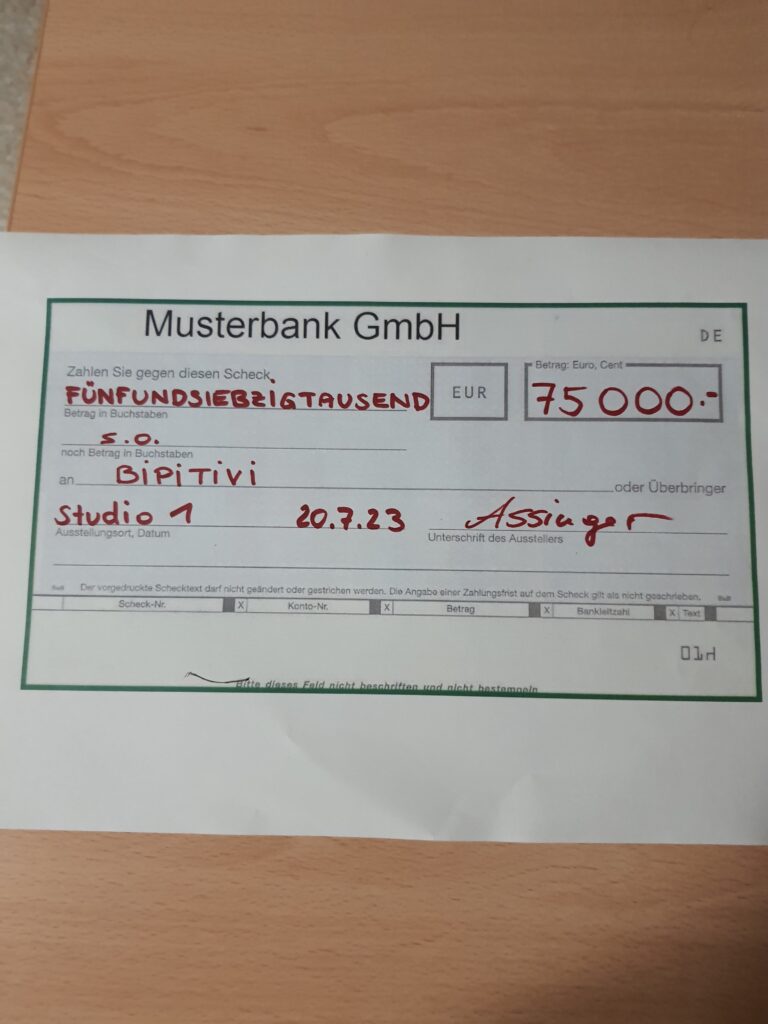 Musterbank GmbH
DE
Zahlen Sie gegen diesen Scheck
FÜNFUNDSIEBZIGTAUSEND
EUR
Betrag: Euro, Cent
75 000.-
Betrag in Buchstaben
s.o.
noch Betrag in Buchstaben
an BiPiTiVi oder Überbringer
Studio 1 20.7.23 Assinger
Ausstellungsort, Datum Unterschrift des Ausstellers
Der vorgedruckte Schecktext darf nicht geändert oder gestrichen werden. Die Angabe einer Zahlungsfrist auf dem Scheck gilt als nicht geschrieben.
Scheck-Nr. X Konto-Nr. X Betrag X Bankleitzahl X Text
01H
Bitte dieses Feld nicht beschriften und nicht bestempeln